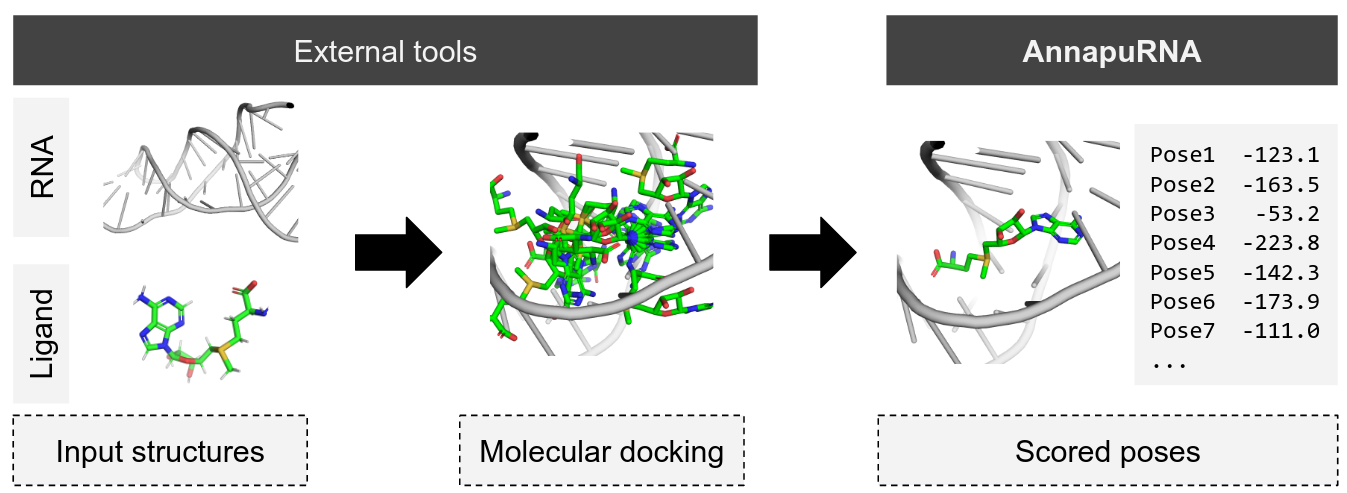 External tools
AnnapuRNA
RNA
Ligand
Pose1 -123.1
Pose2 -163.5
Pose3 -53.2
Pose4 -223.8
Pose5 -142.3
Pose6 -173.9
Pose7 -111.0
...
Input structures
Molecular docking
Scored poses